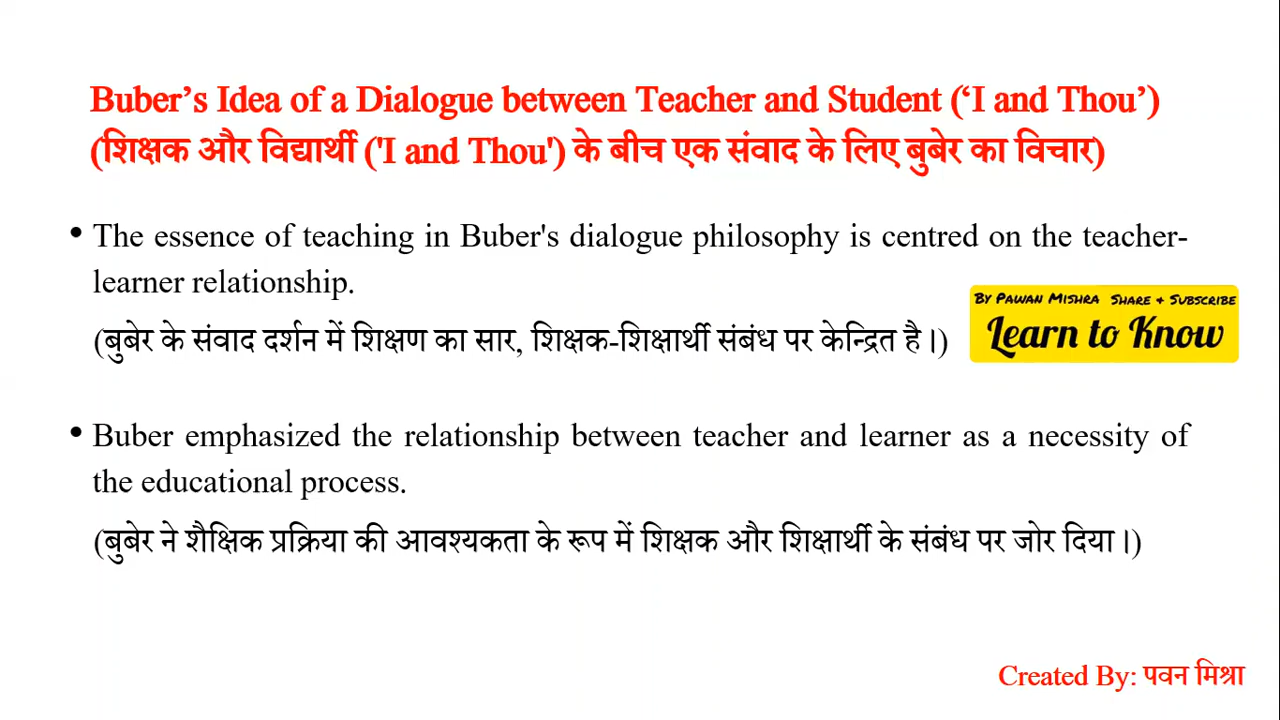 Buber’s Idea of a Dialogue between Teacher and Student (‘I and Thou’)
(शिक्षक और विद्यार्थी ('I and Thou') के बीच एक संवाद के लिए बुबेर का विचार)
• The essence of teaching in Buber's dialogue philosophy is centred on the teacher-
learner relationship.
(बुबेर के संवाद दर्शन में शिक्षण का सार, शिक्षक-शिक्षार्थी संबंध पर केन्द्रित है।)
By Pawan Mishra Share + Subscribe
Learn to Know
• Buber emphasized the relationship between teacher and learner as a necessity of
the educational process.
(बुबेर ने शैक्षिक प्रक्रिया की आवश्यकता के रूप में शिक्षक और शिक्षार्थी के संबंध पर जोर दिया।)
Created By: पवन मिश्रा